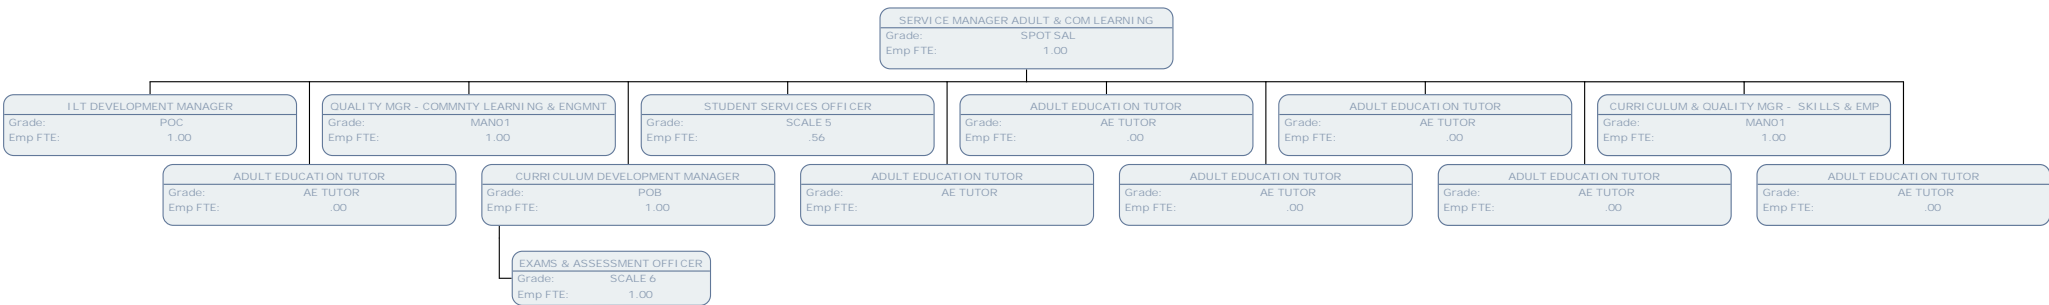 SERVICE MANAGER ADULT & COM LEARNING
Grade: SPOT SAL
Emp FTE: 1.00
ILT DEVELOPMENT MANAGER
Grade: POC
Emp FTE: 1.00
QUALITY MGR - COMMNTY LEARNING & ENGMNT
Grade: MAN01
Emp FTE: 1.00
STUDENT SERVICES OFFICER
Grade: SCALE 5
Emp FTE: .56
ADULT EDUCATION TUTOR
Grade: AE TUTOR
Emp FTE: .00
ADULT EDUCATION TUTOR
Grade: AE TUTOR
Emp FTE: .00
CURRICULUM & QUALITY MGR - SKILLS & EMP
Grade: MAN01
Emp FTE: 1.00
ADULT EDUCATION TUTOR
Grade: AE TUTOR
Emp FTE: .00
CURRICULUM DEVELOPMENT MANAGER
Grade: POB
Emp FTE: 1.00
ADULT EDUCATION TUTOR
Grade: AE TUTOR
Emp FTE:
ADULT EDUCATION TUTOR
Grade: AE TUTOR
Emp FTE: .00
ADULT EDUCATION TUTOR
Grade: AE TUTOR
Emp FTE: .00
ADULT EDUCATION TUTOR
Grade: AE TUTOR
Emp FTE: .00
EXAMS & ASSESSMENT OFFICER
Grade: SCALE 6
Emp FTE: 1.00